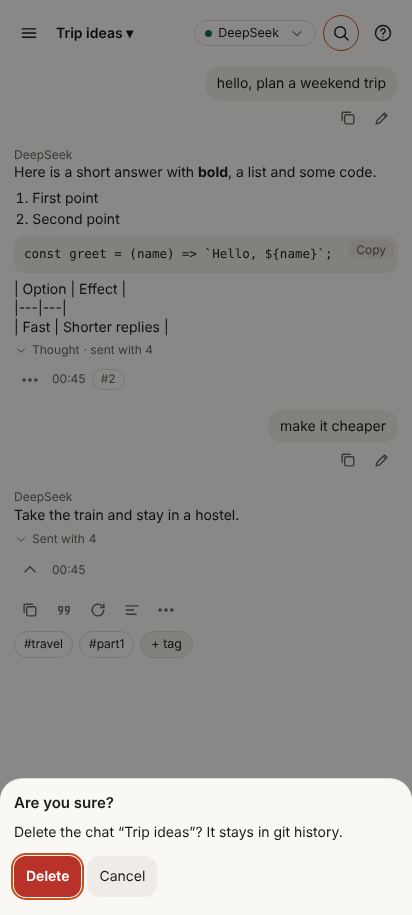 Trip ideas ▾
DeepSeek
hello, plan a weekend trip
DeepSeek
Here is a short answer with bold, a list and some code.
1. First point
2. Second point
const greet = (name) => `Hello, ${name}`;
Copy
| Option | Effect |
|---|---|
| Fast | Shorter replies |
Thought · sent with 4
00:45 #2
make it cheaper
DeepSeek
Take the train and stay in a hostel.
Sent with 4
00:45
#travel #part1 + tag
Are you sure?
Delete the chat “Trip ideas”? It stays in git history.
Delete Cancel